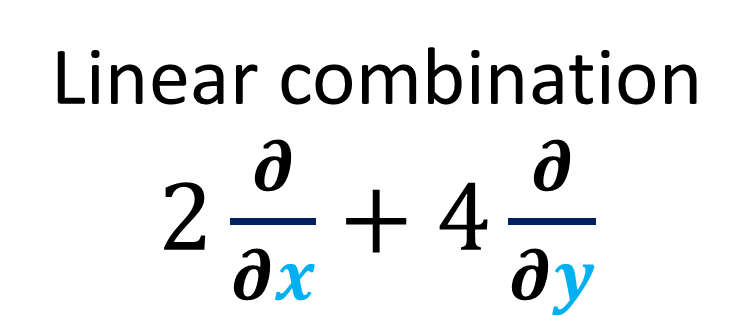 Linear combination
2 ∂/∂x + 4 ∂/∂y